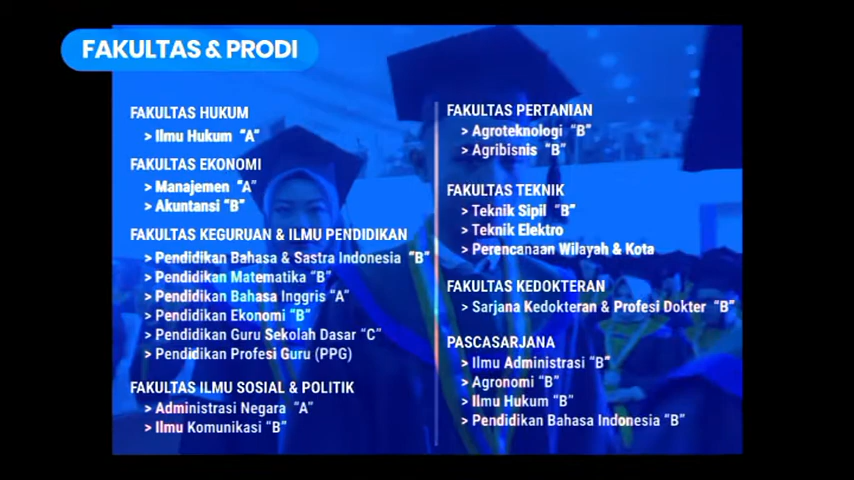 FAKULTAS & PRODI
FAKULTAS HUKUM
> Ilmu Hukum "A"
FAKULTAS EKONOMI
> Manajemen "A"
> Akuntansi "B"
FAKULTAS KEGURUAN & ILMU PENDIDIKAN
> Pendidikan Bahasa & Sastra Indonesia "B"
> Pendidikan Matematika "B"
> Pendidikan Bahasa Inggris "A"
> Pendidikan Ekonomi "B"
> Pendidikan Guru Sekolah Dasar "C"
> Pendidikan Profesi Guru (PPG)
FAKULTAS ILMU SOSIAL & POLITIK
> Administrasi Negara "A"
> Ilmu Komunikasi "B"
FAKULTAS PERTANIAN
> Agroteknologi "B"
> Agribisnis "B"
FAKULTAS TEKNIK
> Teknik Sipil "B"
> Teknik Elektro
> Perencanaan Wilayah & Kota
FAKULTAS KEDOKTERAN
> Sarjana Kedokteran & Profesi Dokter "B"
PASCASARJANA
> Ilmu Administrasi "B"
> Agronomi "B"
> Ilmu Hukum "B"
> Pendidikan Bahasa Indonesia "B"